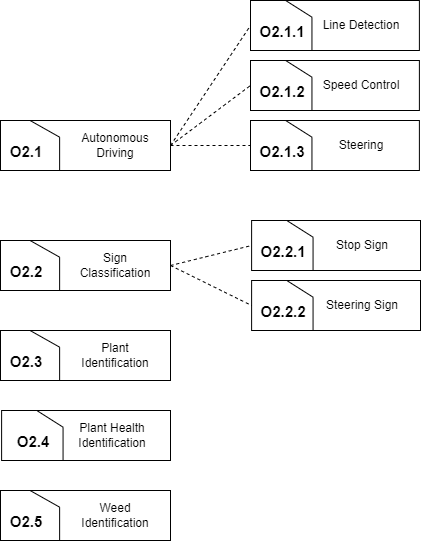 O2.1.1
Line Detection
O2.1.2
Speed Control
O2.1
Autonomous
Driving
O2.1.3
Steering
O2.2
Sign
Classification
O2.2.1
Stop Sign
O2.2.2
Steering Sign
O2.3
Plant
Identification
O2.4
Plant Health
Identification
O2.5
Weed
Identification